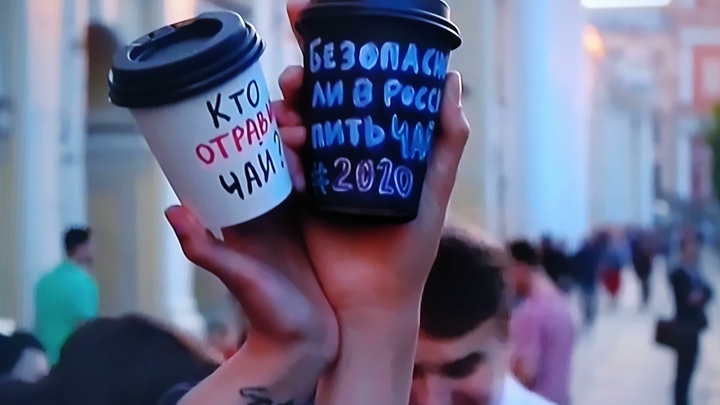 КТО
ОТРАВИ
ЧАЙ?
БЕЗОПАСН
ЛИ В РОСС
ПИТЬ ЧАЙ
#2020